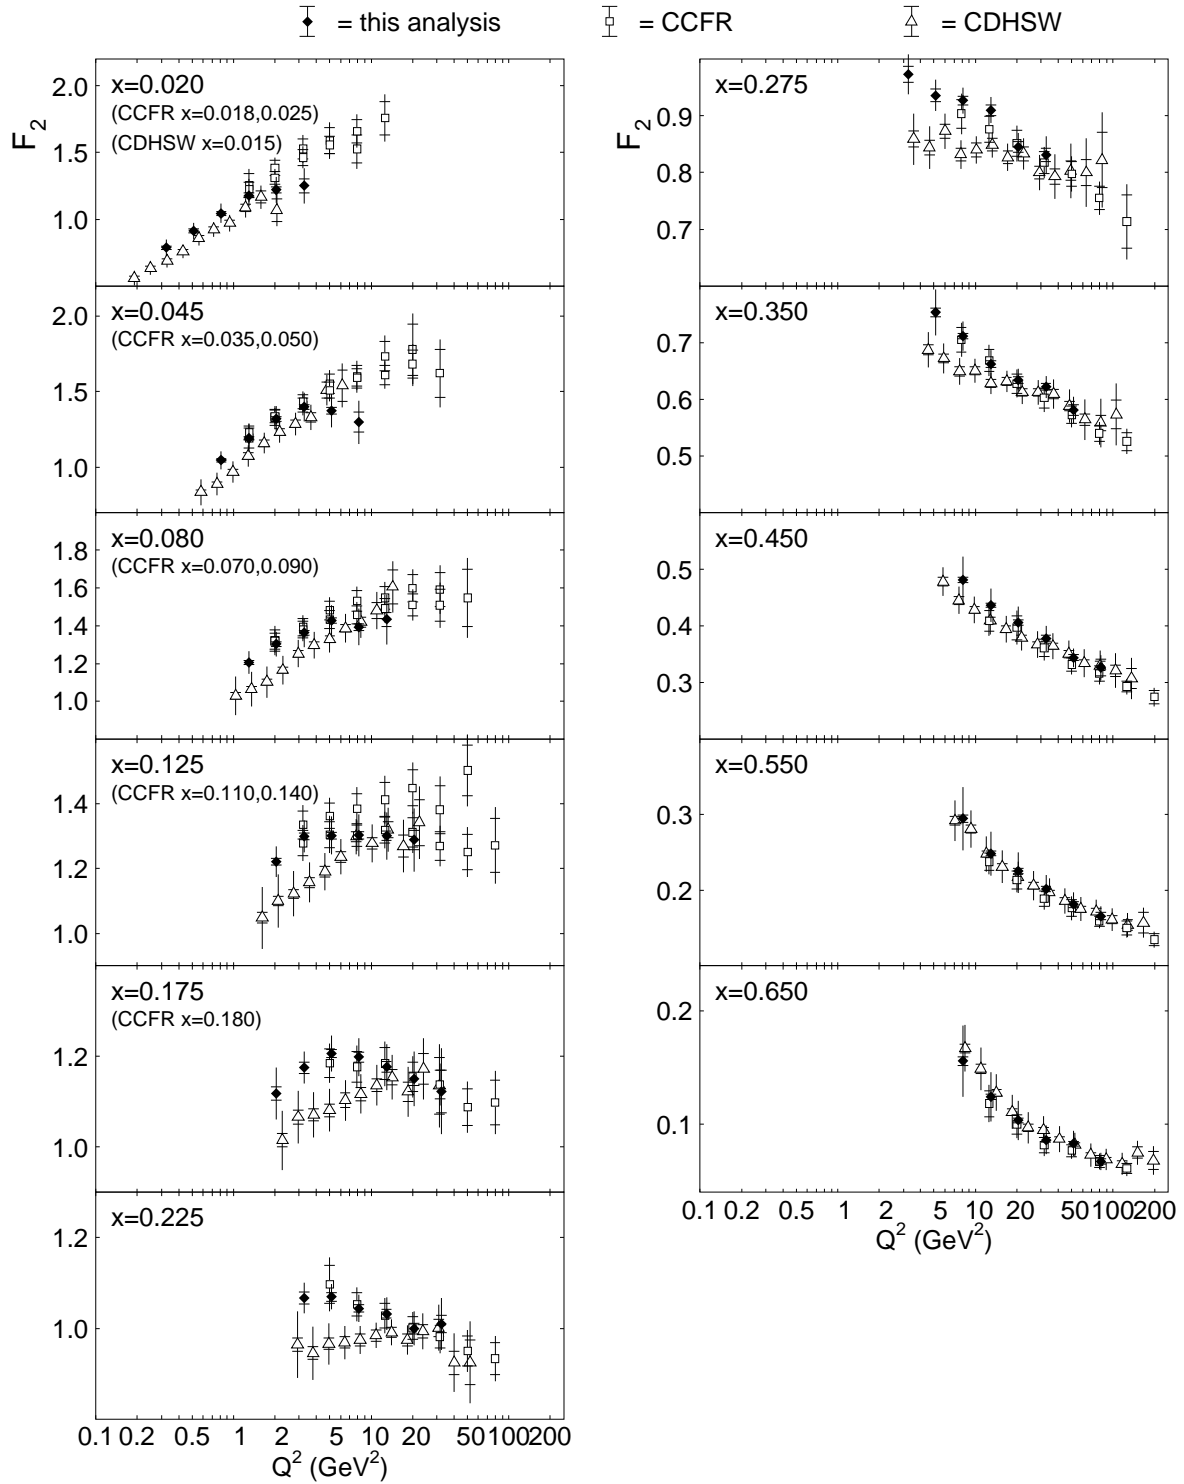 = this analysis = CCFR = CDHSW
F2
x=0.020
(CCFR x=0.018,0.025)
(CDHSW x=0.015)
2.0
1.5
1.0
x=0.045
(CCFR x=0.035,0.050)
2.0
1.5
1.0
x=0.080
(CCFR x=0.070,0.090)
1.8
1.6
1.4
1.2
1.0
x=0.125
(CCFR x=0.110,0.140)
1.4
1.2
1.0
x=0.175
(CCFR x=0.180)
1.2
1.0
x=0.225
1.2
1.0
0.1 0.2 0.5 1 2 5 10 20 50 100 200
Q2 (GeV2)
F2
x=0.275
0.9
0.8
0.7
x=0.350
0.7
0.6
0.5
x=0.450
0.5
0.4
0.3
x=0.550
0.3
0.2
x=0.650
0.2
0.1
0.1 0.2 0.5 1 2 5 10 20 50 100 200
Q2 (GeV2)